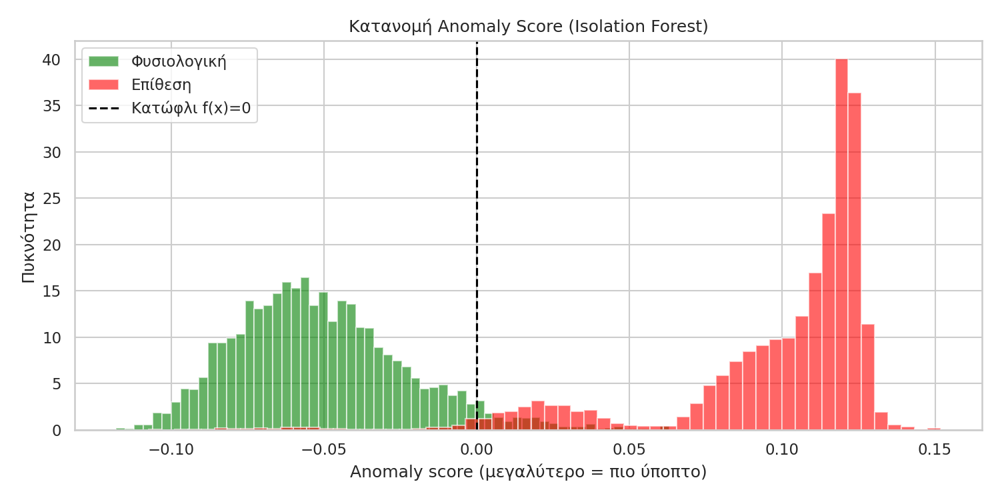 Κατανομή Anomaly Score (Isolation Forest)
Φυσιολογική
Επίθεση
Κατώφλι f(x)=0
Πυκνότητα
40
35
30
25
20
15
10
5
0
−0.10 −0.05 0.00 0.05 0.10 0.15
Anomaly score (μεγαλύτερο = πιο ύποπτο)